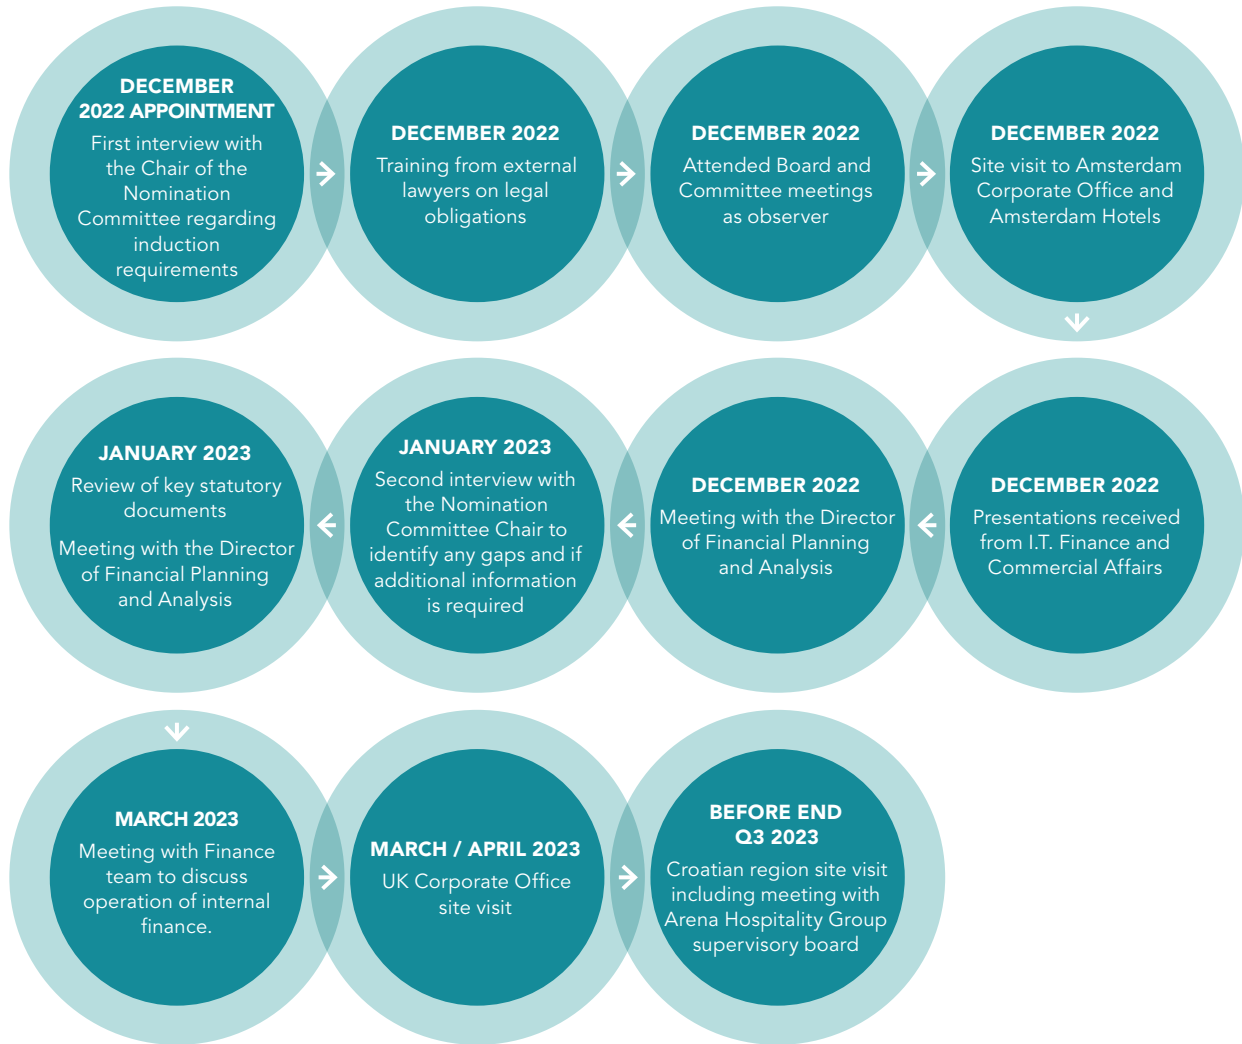 DECEMBER
2022 APPOINTMENT
First interview with
the Chair of the
Nomination
Committee regarding
induction
requirements
DECEMBER 2022
Training from external
lawyers on legal
obligations
DECEMBER 2022
Attended Board and
Committee meetings
as observer
DECEMBER 2022
Site visit to Amsterdam
Corporate Office and
Amsterdam Hotels
DECEMBER 2022
Presentations received
from I.T. Finance and
Commercial Affairs
DECEMBER 2022
Meeting with the Director
of Financial Planning
and Analysis
JANUARY 2023
Second interview with
the Nomination
Committee Chair to
identify any gaps and if
additional information
is required
JANUARY 2023
Review of key statutory
documents
Meeting with the Director
of Financial Planning
and Analysis
MARCH 2023
Meeting with Finance
team to discuss
operation of internal
finance.
MARCH / APRIL 2023
UK Corporate Office
site visit
BEFORE END
Q3 2023
Croatian region site visit
including meeting with
Arena Hospitality Group
supervisory board